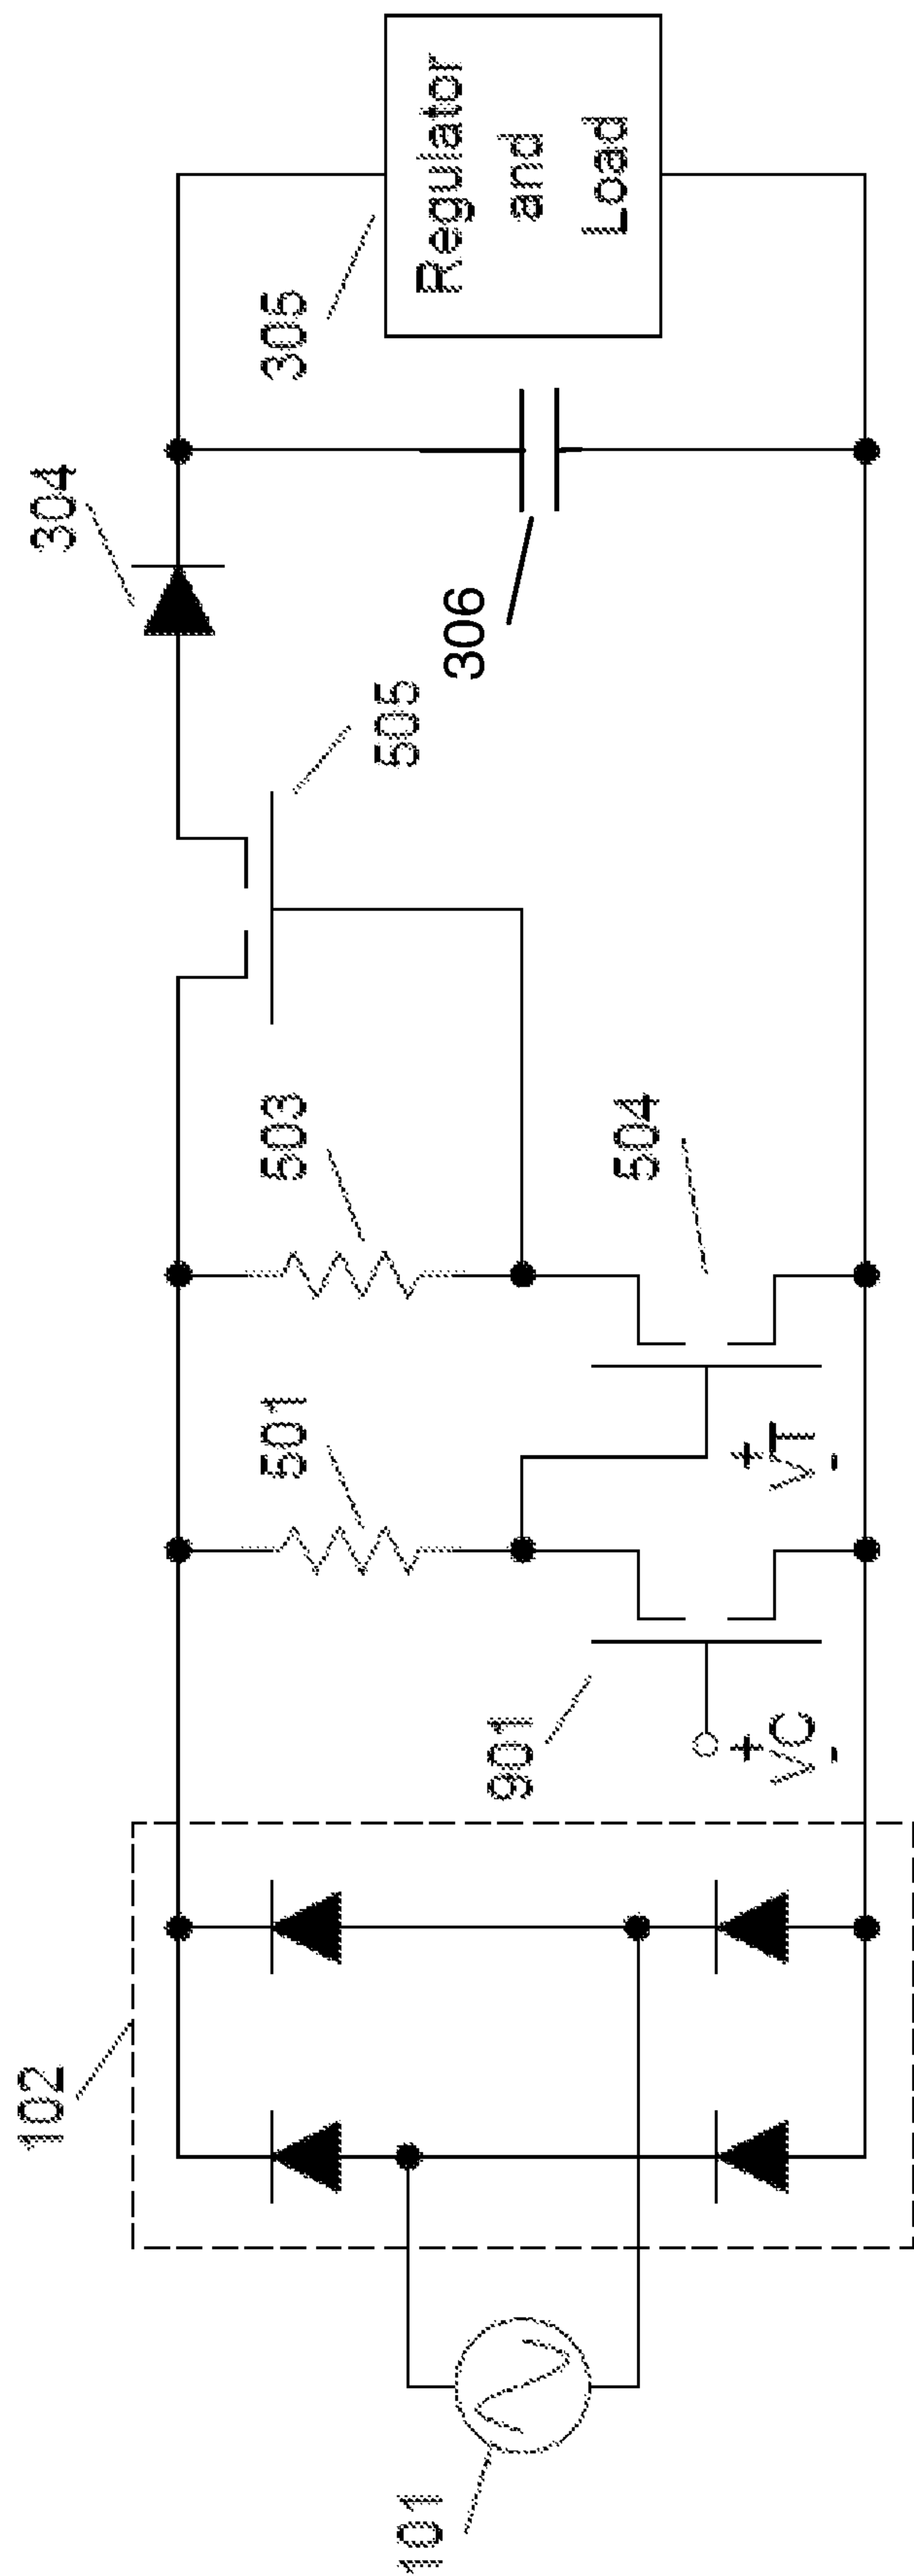 101
102
901
+
VC
-
501
+
VT
-
503
504
505
304
306
305
Regulator
and
Load